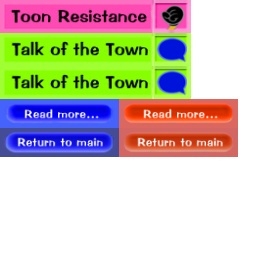 Toon Resistance
Talk of the Town
Talk of the Town
Read more... Read more...
Return to main Return to main